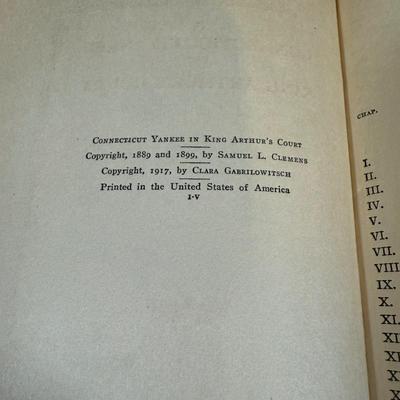 Connecticut Yankee in King Arthur's Court
Copyright, 1889 and 1899, by Samuel L. Clemens
Copyright, 1917, by Clara Gabrilowitsch
Printed in the United States of America
I-V
CHAP.
I.
II.
III.
IV.
V.
VI.
VII.
VIII
IX.
X.
XI.